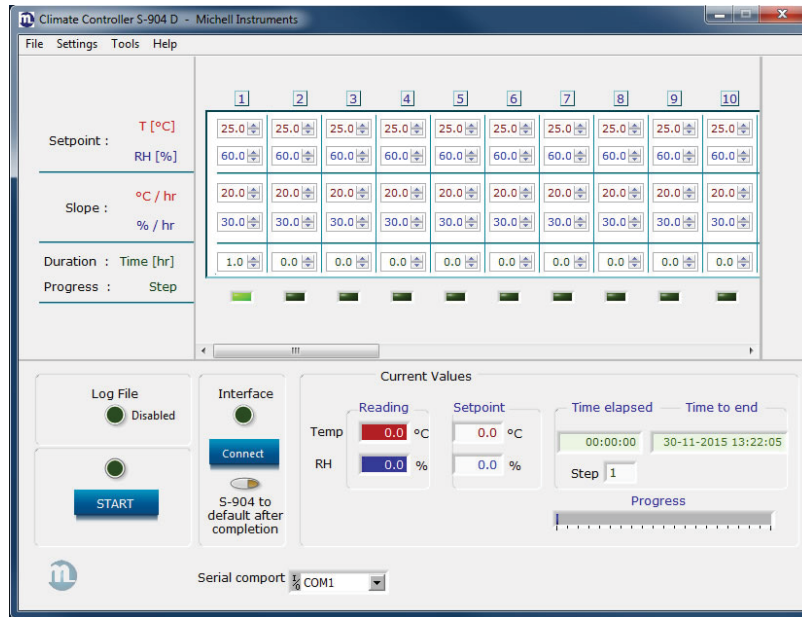 Climate Controller S-904 D - Michell Instruments
File Settings Tools Help
1 2 3 4 5 6 7 8 9 10
Setpoint :
T [°C] 25.0 25.0 25.0 25.0 25.0 25.0 25.0 25.0 25.0 25.0
RH [%] 60.0 60.0 60.0 60.0 60.0 60.0 60.0 60.0 60.0 60.0
Slope :
°C / hr 20.0 20.0 20.0 20.0 20.0 20.0 20.0 20.0 20.0 20.0
% / hr 30.0 30.0 30.0 30.0 30.0 30.0 30.0 30.0 30.0 30.0
Duration : Time [hr] 1.0 0.0 0.0 0.0 0.0 0.0 0.0 0.0 0.0 0.0
Progress : Step
Log File
Disabled
START
Interface
Connect
S-904 to
default after
completion
Current Values
Reading Setpoint
Temp 0.0 °C 0.0 °C
RH 0.0 % 0.0 %
Time elapsed Time to end
00:00:00 30-11-2015 13:22:05
Step 1
Progress
m
Serial comport I/O COM1